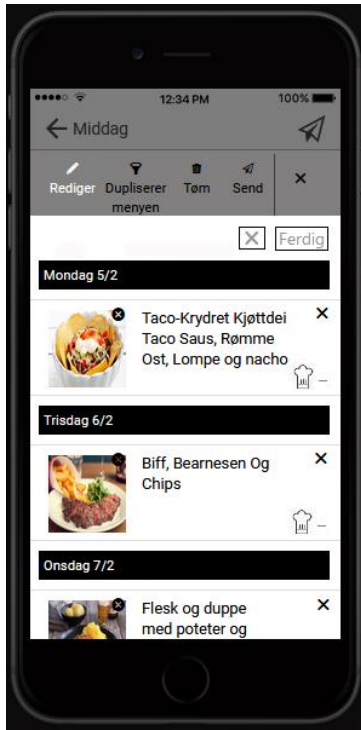 12:34 PM
100%
Middag
Rediger
Dupliserer
menyen
Tøm
Send
Ferdig
Mondag 5/2
Taco-Krydret Kjøttdei
Taco Saus, Rømme
Ost, Lompe og nacho
Trisdag 6/2
Biff, Bearnesen Og
Chips
Onsdag 7/2
Flesk og duppe
med poteter og